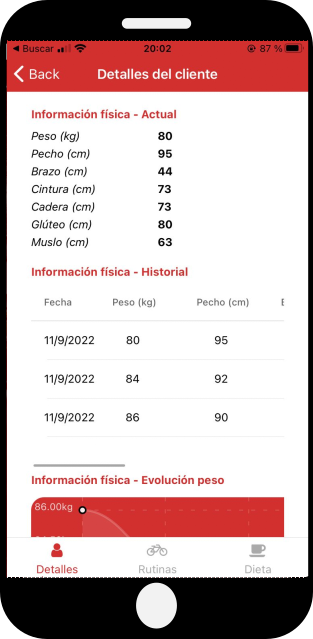 Buscar 20:02 87 %
Back Detalles del cliente
Información física - Actual
Peso (kg) 80
Pecho (cm) 95
Brazo (cm) 44
Cintura (cm) 73
Cadera (cm) 73
Glúteo (cm) 80
Muslo (cm) 63
Información física - Historial
Fecha Peso (kg) Pecho (cm)
11/9/2022 80 95
11/9/2022 84 92
11/9/2022 86 90
Información física - Evolución peso
86.00kg
Detalles Rutinas Dieta